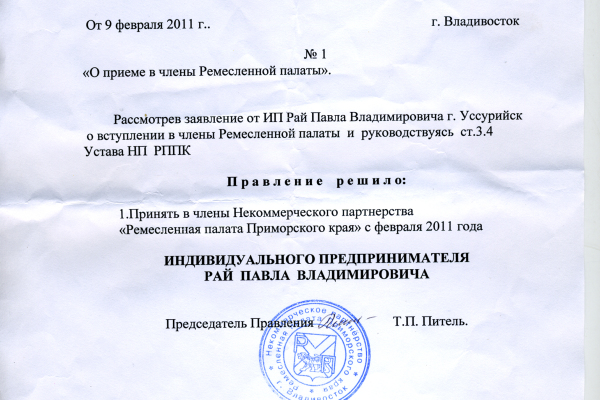 От 9 февраля 2011 г..
г. Владивосток
№ 1
«О приеме в члены Ремесленной палаты».
Рассмотрев заявление от ИП Рай Павла Владимировича г. Уссурийск
о вступлении в члены Ремесленной палаты и руководствуясь ст.3.4
Устава НП РППК
Правление решило:
1.Принять в члены Некоммерческого партнерства
«Ремесленная палата Приморского края» с февраля 2011 года
ИНДИВИДУАЛЬНОГО ПРЕДПРИНИМАТЕЛЯ
РАЙ ПАВЛА ВЛАДИМИРОВИЧА
Председатель Правления
Т.П. Питель.
Некоммерческое партнерство
Ремесленная палата Приморского края
г. Владивосток